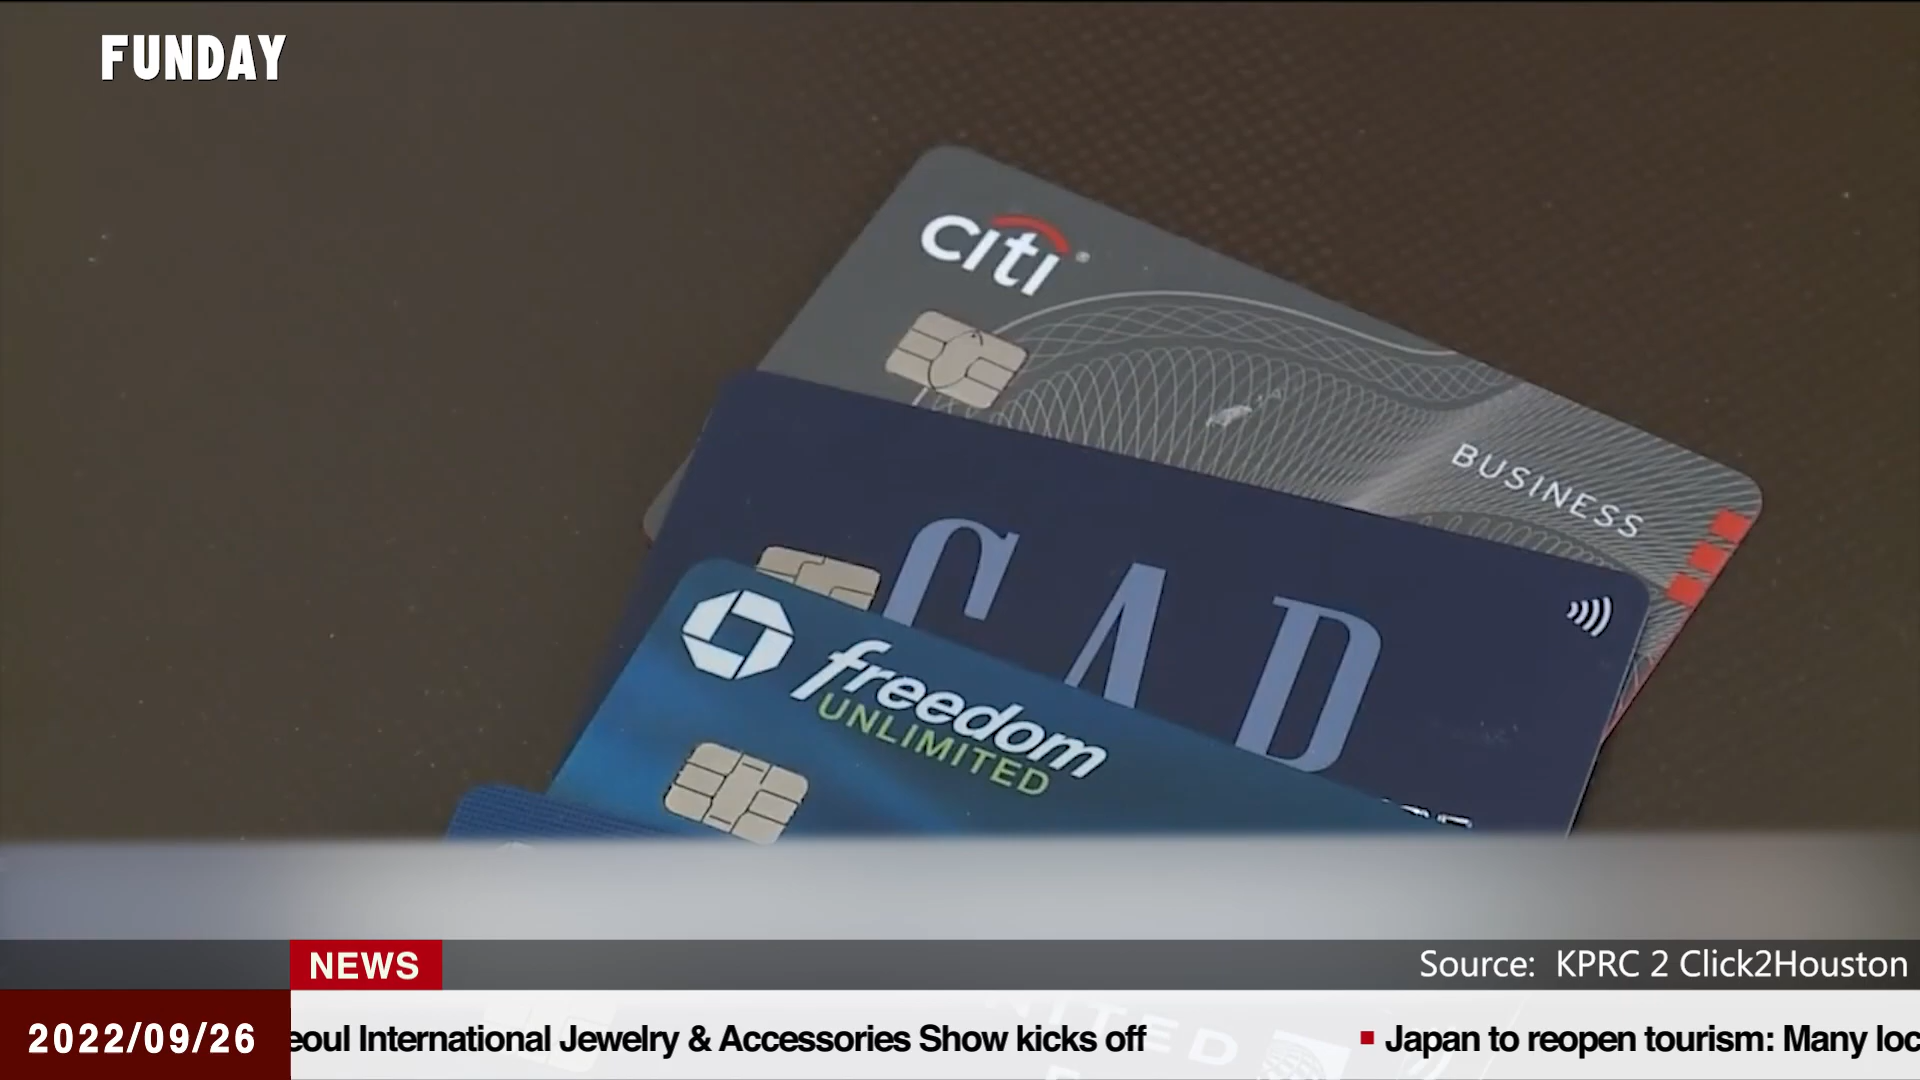 FUNDAY
citi®
BUSINESS
GAP
freedom
UNLIMITED
NEWS
Source: KPRC 2 Click2Houston
2022/09/26
eoul International Jewelry & Accessories Show kicks off
Japan to reopen tourism: Many loc